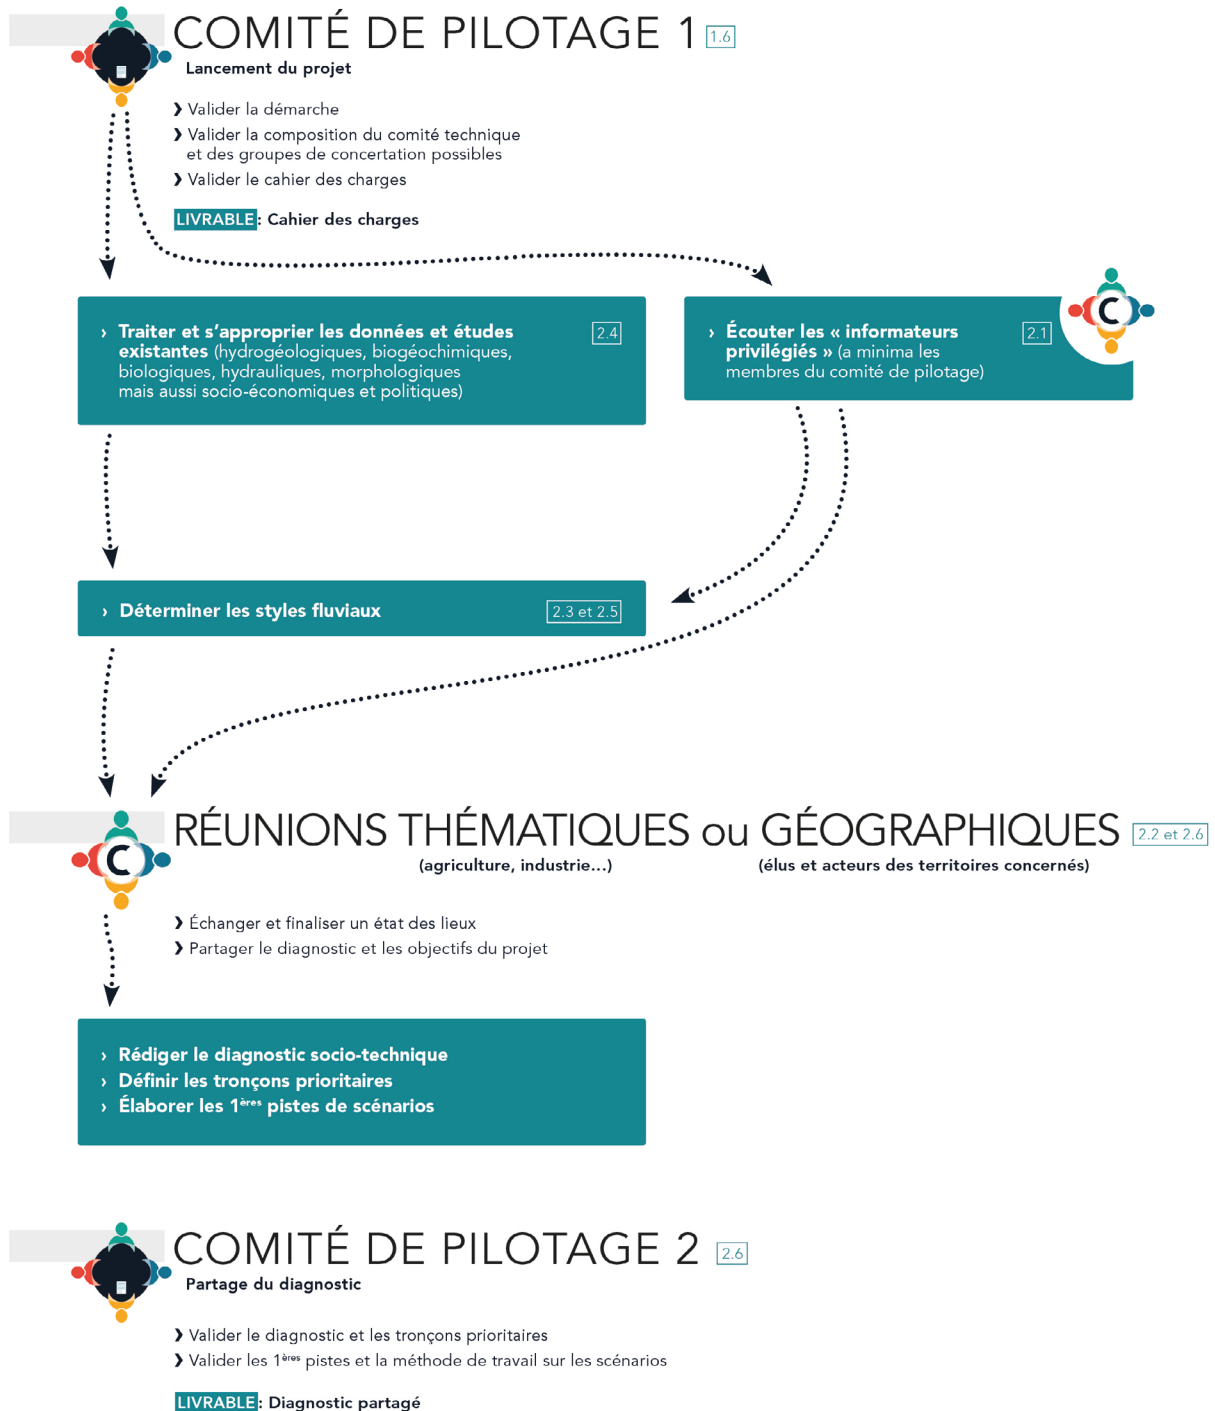 COMITÉ DE PILOTAGE 1 1.6
Lancement du projet
❯ Valider la démarche
❯ Valider la composition du comité technique
et des groupes de concertation possibles
❯ Valider le cahier des charges
LIVRABLE : Cahier des charges
› Traiter et s’approprier les données et études 2.4
existantes (hydrogéologiques, biogéochimiques,
biologiques, hydrauliques, morphologiques
mais aussi socio-économiques et politiques)
› Écouter les « informateurs 2.1
privilégiés » (a minima les
membres du comité de pilotage)
C
› Déterminer les styles fluviaux 2.3 et 2.5
C
RÉUNIONS THÉMATIQUES ou GÉOGRAPHIQUES 2.2 et 2.6
(agriculture, industrie…) (élus et acteurs des territoires concernés)
❯ Échanger et finaliser un état des lieux
❯ Partager le diagnostic et les objectifs du projet
› Rédiger le diagnostic socio-technique
› Définir les tronçons prioritaires
› Élaborer les 1ères pistes de scénarios
COMITÉ DE PILOTAGE 2 2.6
Partage du diagnostic
❯ Valider le diagnostic et les tronçons prioritaires
❯ Valider les 1ères pistes et la méthode de travail sur les scénarios
LIVRABLE : Diagnostic partagé